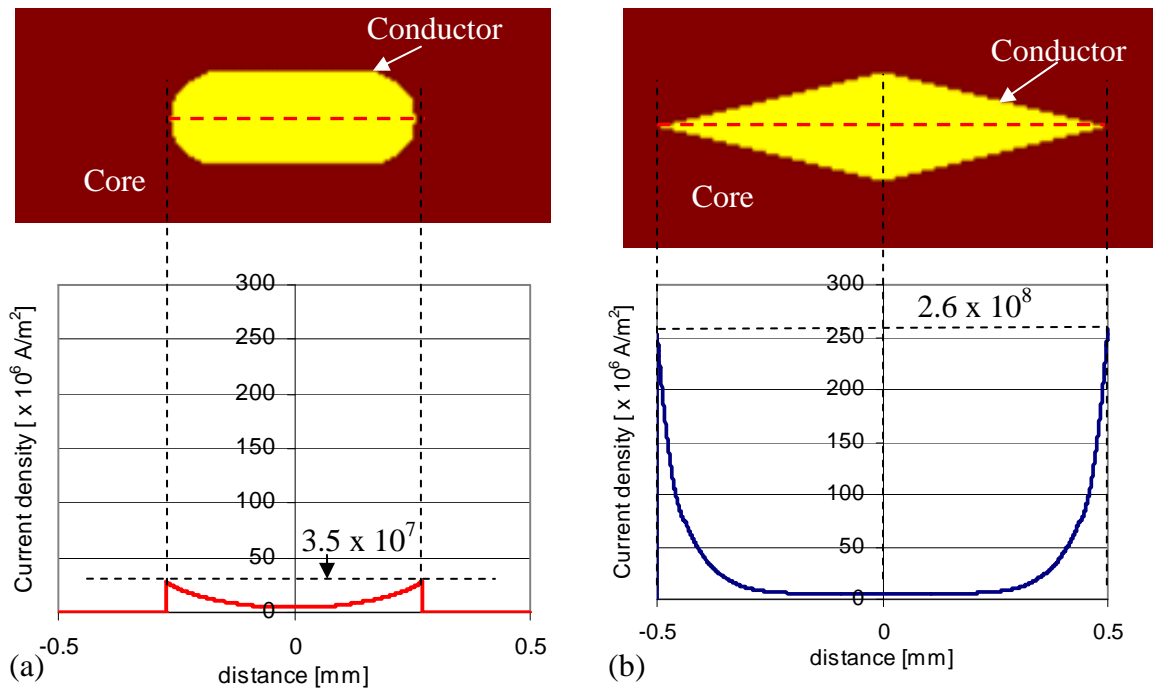 Conductor
Core
300
250
200
150
100
50
0
3.5 x 10^7
-0.5 0 0.5
distance [mm]
Current density [ x 10^6 A/m^2]
(a)
Conductor
Core
300
250
200
150
100
50
0
2.6 x 10^8
-0.5 0 0.5
distance [mm]
Current density [ x 10^6 A/m^2]
(b)